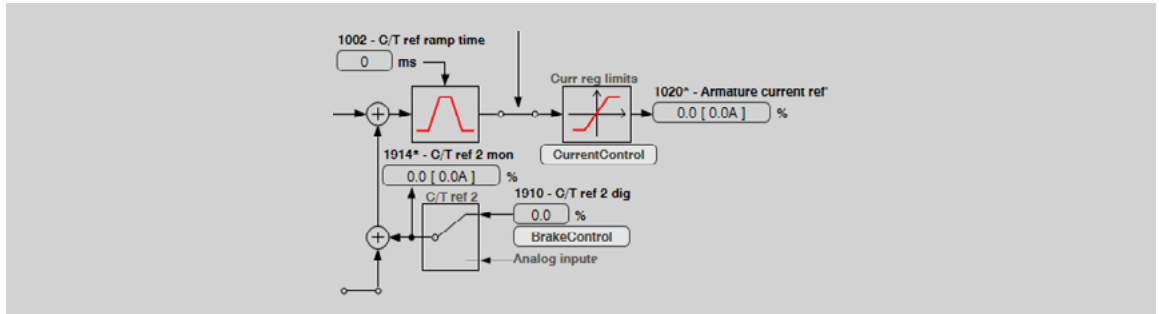 1002 - C/T ref ramp time
0 ms
Curr reg limits
1020* - Armature current ref'
0.0 [ 0.0A ] %
CurrentControl
1914* - C/T ref 2 mon
0.0 [ 0.0A ] %
C/T ref 2
1910 - C/T ref 2 dig
0.0 %
BrakeControl
Analog inputs